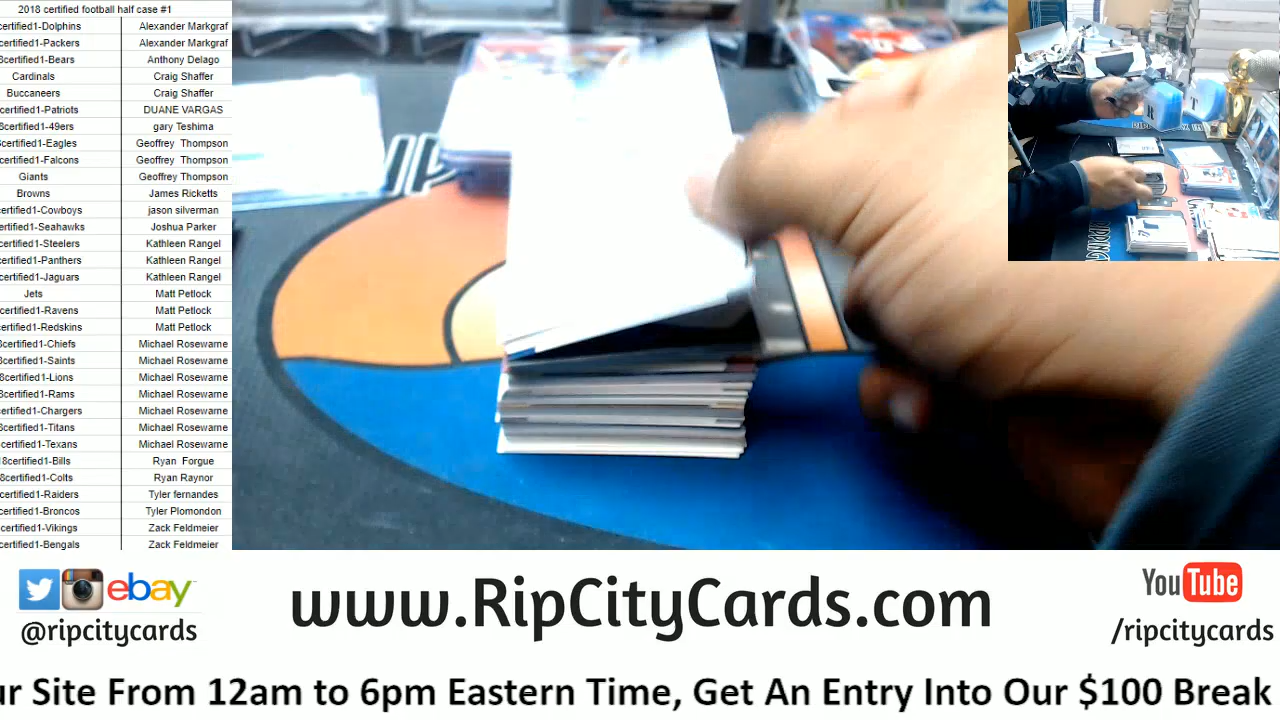 2018 certified football half case #1
certified1-Dolphins Alexander Markgraf
certified1-Packers Alexander Markgraf
certified1-Bears Anthony Delago
Cardinals Craig Shaffer
Buccaneers Craig Shaffer
certified1-Patriots DUANE VARGAS
certified1-49ers gary Teshima
certified1-Eagles Geoffrey Thompson
certified1-Falcons Geoffrey Thompson
Giants Geoffrey Thompson
Browns James Ricketts
certified1-Cowboys jason silverman
certified1-Seahawks Joshua Parker
certified1-Steelers Kathleen Rangel
certified1-Panthers Kathleen Rangel
certified1-Jaguars Kathleen Rangel
Jets Matt Petlock
certified1-Ravens Matt Petlock
certified1-Redskins Matt Petlock
certified1-Chiefs Michael Rosewarne
certified1-Saints Michael Rosewarne
8certified1-Lions Michael Rosewarne
8certified1-Rams Michael Rosewarne
certified1-Chargers Michael Rosewarne
certified1-Titans Michael Rosewarne
certified1-Texans Michael Rosewarne
18certified1-Bills Ryan Forgue
8certified1-Colts Ryan Raynor
certified1-Raiders Tyler fernandes
certified1-Broncos Tyler Plomondon
certified1-Vikings Zack Feldmeier
certified1-Bengals Zack Feldmeier
ebay
@ripcitycards
www.RipCityCards.com
YouTube
/ripcitycards
ur Site From 12am to 6pm Eastern Time, Get An Entry Into Our $100 Break